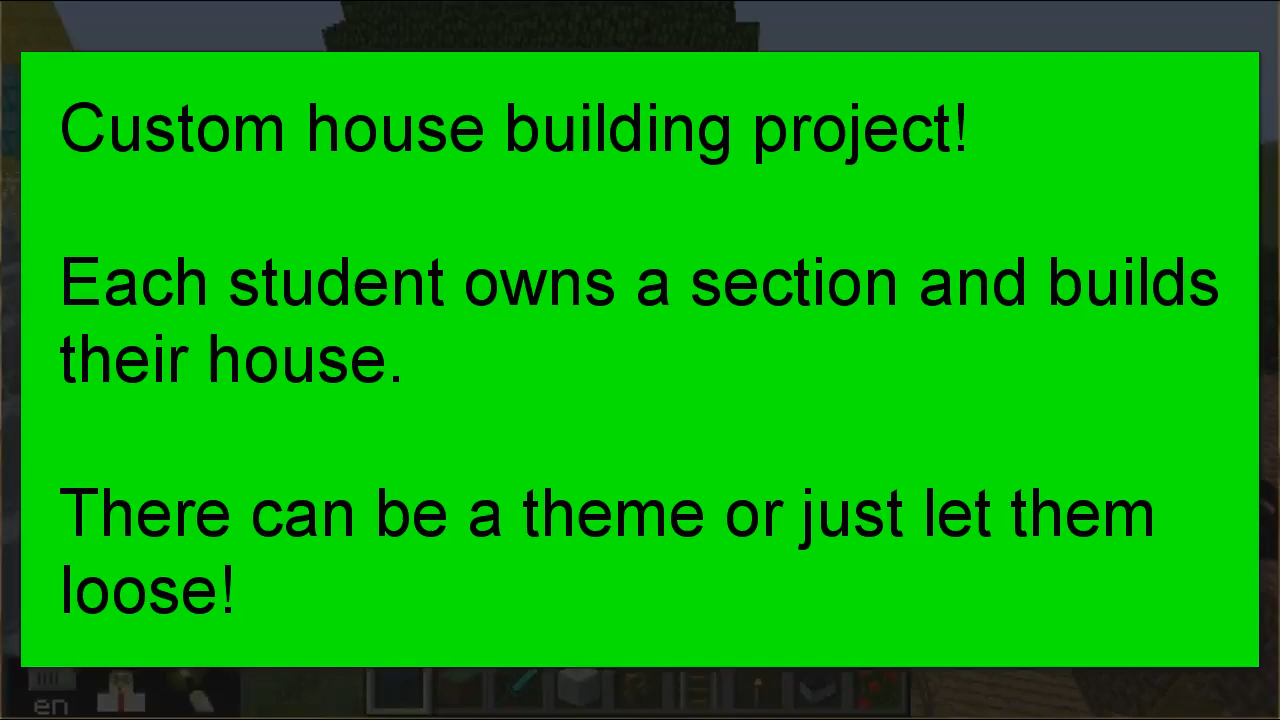 Custom house building project!
Each student owns a section and builds
their house.
There can be a theme or just let them
loose!
en